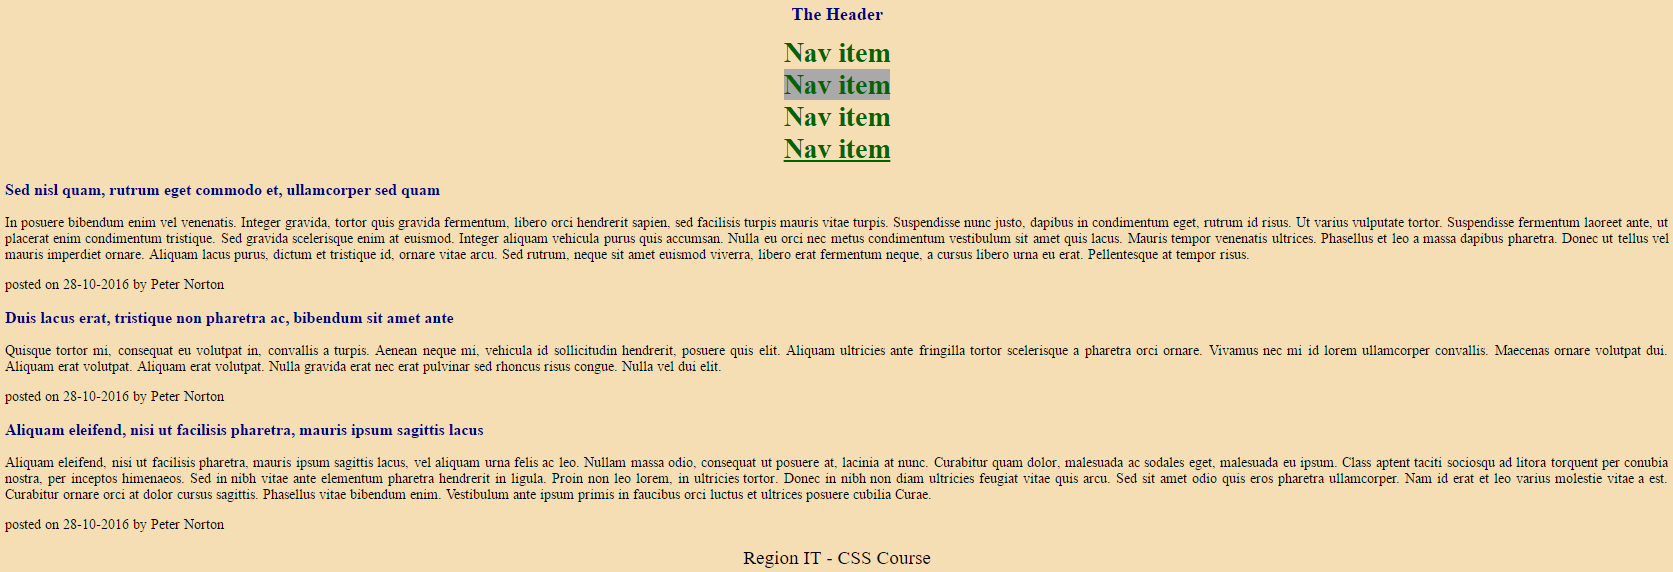 The Header
Nav item
Nav item
Nav item
Nav item
Sed nisl quam, rutrum eget commodo et, ullamcorper sed quam
In posuere bibendum enim vel venenatis. Integer gravida, tortor quis gravida fermentum, libero orci hendrerit sapien, sed facilisis turpis mauris vitae turpis. Suspendisse nunc justo, dapibus in condimentum eget, rutrum id risus. Ut varius vulputate tortor. Suspendisse fermentum laoreet ante, ut
placerat enim condimentum tristique. Sed gravida scelerisque enim at euismod. Integer aliquam vehicula purus quis accumsan. Nulla eu orci nec metus condimentum vestibulum sit amet quis lacus. Mauris tempor venenatis ultrices. Phasellus et leo a massa dapibus pharetra. Donec ut tellus vel
mauris imperdiet ornare. Aliquam lacus purus, dictum et tristique id, ornare vitae arcu. Sed rutrum, neque sit amet euismod viverra, libero erat fermentum neque, a cursus libero urna eu erat. Pellentesque at tempor risus.
posted on 28-10-2016 by Peter Norton
Duis lacus erat, tristique non pharetra ac, bibendum sit amet ante
Quisque tortor mi, consequat eu volutpat in, convallis a turpis. Aenean neque mi, vehicula id sollicitudin hendrerit, posuere quis elit. Aliquam ultricies ante fringilla tortor scelerisque a pharetra orci ornare. Vivamus nec mi id lorem ullamcorper convallis. Maecenas ornare volutpat dui.
Aliquam erat volutpat. Aliquam erat volutpat. Nulla gravida erat nec erat pulvinar sed rhoncus risus congue. Nulla vel dui elit.
posted on 28-10-2016 by Peter Norton
Aliquam eleifend, nisi ut facilisis pharetra, mauris ipsum sagittis lacus
Aliquam eleifend, nisi ut facilisis pharetra, mauris ipsum sagittis lacus, vel aliquam urna felis ac leo. Nullam massa odio, consequat ut posuere at, lacinia at nunc. Curabitur quam dolor, malesuada ac sodales eget, malesuada eu ipsum. Class aptent taciti sociosqu ad litora torquent per conubia
nostra, per inceptos himenaeos. Sed in nibh vitae ante elementum pharetra hendrerit in ligula. Proin non leo lorem, in ultricies tortor. Donec in nibh non diam ultricies feugiat vitae quis arcu. Sed sit amet odio quis eros pharetra ullamcorper. Nam id erat et leo varius molestie vitae a est.
Curabitur ornare orci at dolor cursus sagittis. Phasellus vitae bibendum enim. Vestibulum ante ipsum primis in faucibus orci luctus et ultrices posuere cubilia Curae.
posted on 28-10-2016 by Peter Norton
Region IT - CSS Course